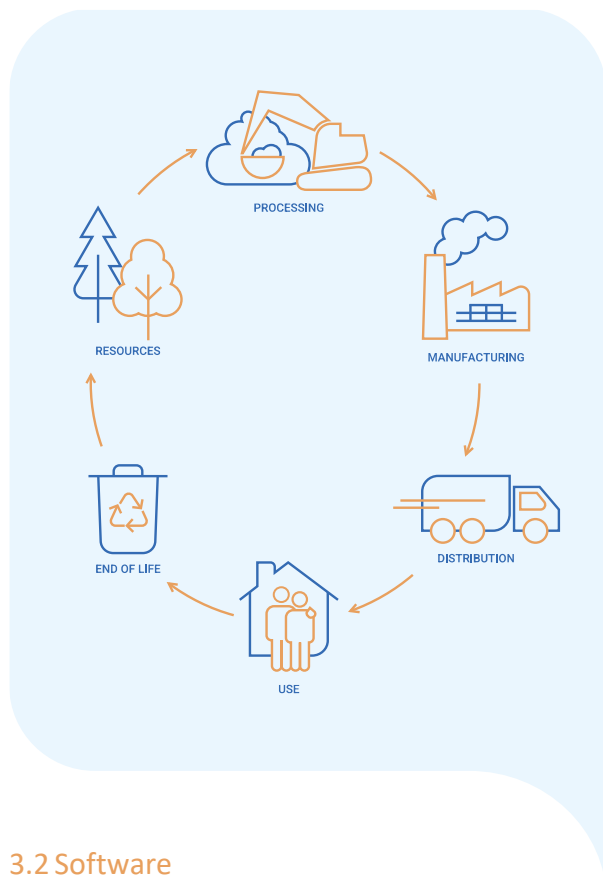 PROCESSING
RESOURCES
MANUFACTURING
DISTRIBUTION
END OF LIFE
USE
3.2 Software